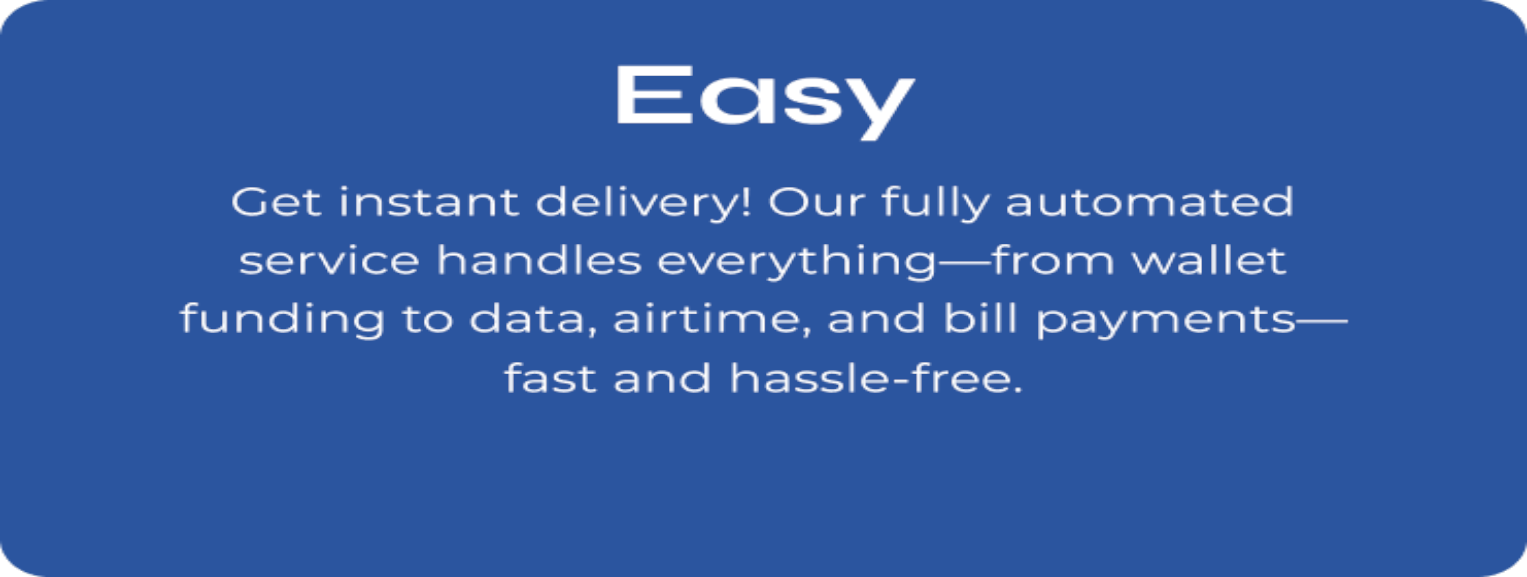 Easy
Get instant delivery! Our fully automated
service handles everything—from wallet
funding to data, airtime, and bill payments—
fast and hassle-free.